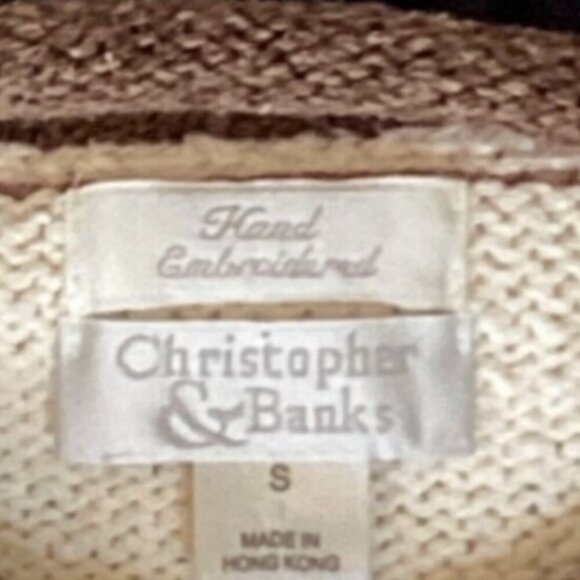 Hand
Embroidered
Christopher
& Banks
S
MADE IN
HONG KONG